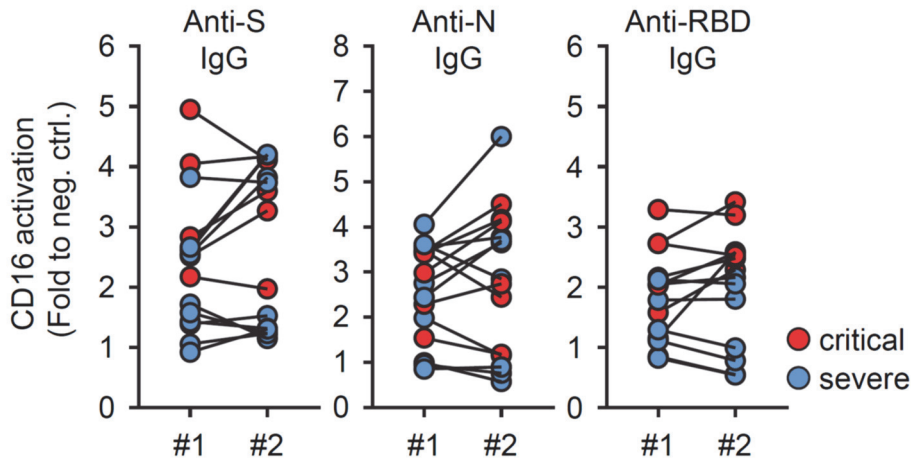 Anti-S
IgG
Anti-N
IgG
Anti-RBD
IgG
CD16 activation
(Fold to neg. ctrl.)
6
5
4
3
2
1
0
#1 #2
8
7
6
5
4
3
2
1
0
#1 #2
6
5
4
3
2
1
0
#1 #2
critical
severe